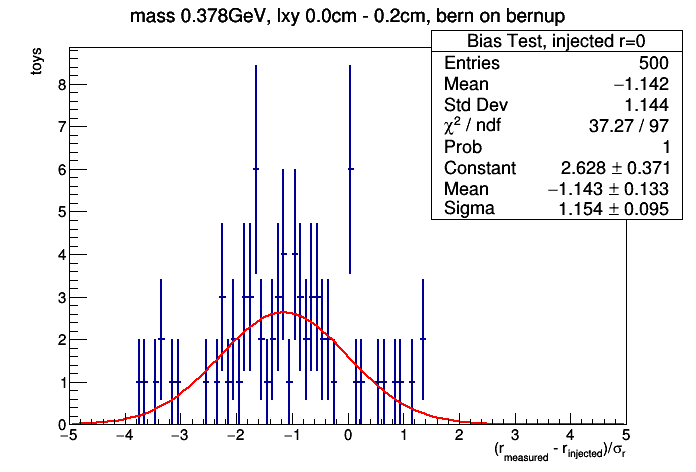 mass 0.378GeV, lxy 0.0cm - 0.2cm, bern on bernup
Bias Test, injected r=0
Entries 500
Mean −1.142
Std Dev 1.144
χ² / ndf 37.27 / 97
Prob 1
Constant 2.628 ± 0.371
Mean −1.143 ± 0.133
Sigma 1.154 ± 0.095
toys
8
7
6
5
4
3
2
1
0
−5 −4 −3 −2 −1 0 1 2 3 4 5
(r_measured - r_injected)/σ_r